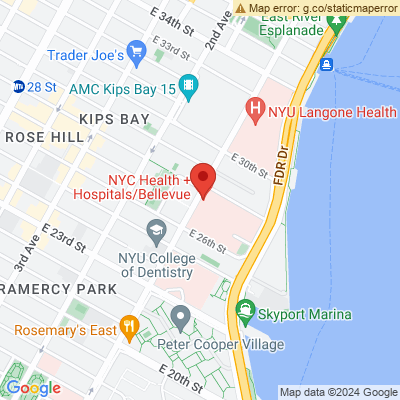 Map error: g.co/staticmaperror
E 34th St
East River
Esplanade
E 33rd St
2nd Ave
Trader Joe's
28 St
AMC Kips Bay 15
NYU Langone Health
KIPS BAY
ROSE HILL
E 30th St
FDR Dr
NYC Health +
Hospitals/Bellevue
E 23rd St
3rd Ave
E 26th St
NYU College
of Dentistry
RAMERCY PARK
Skyport Marina
Rosemary's East
Peter Cooper Village
E 20th St
Google
Map data ©2024 Google